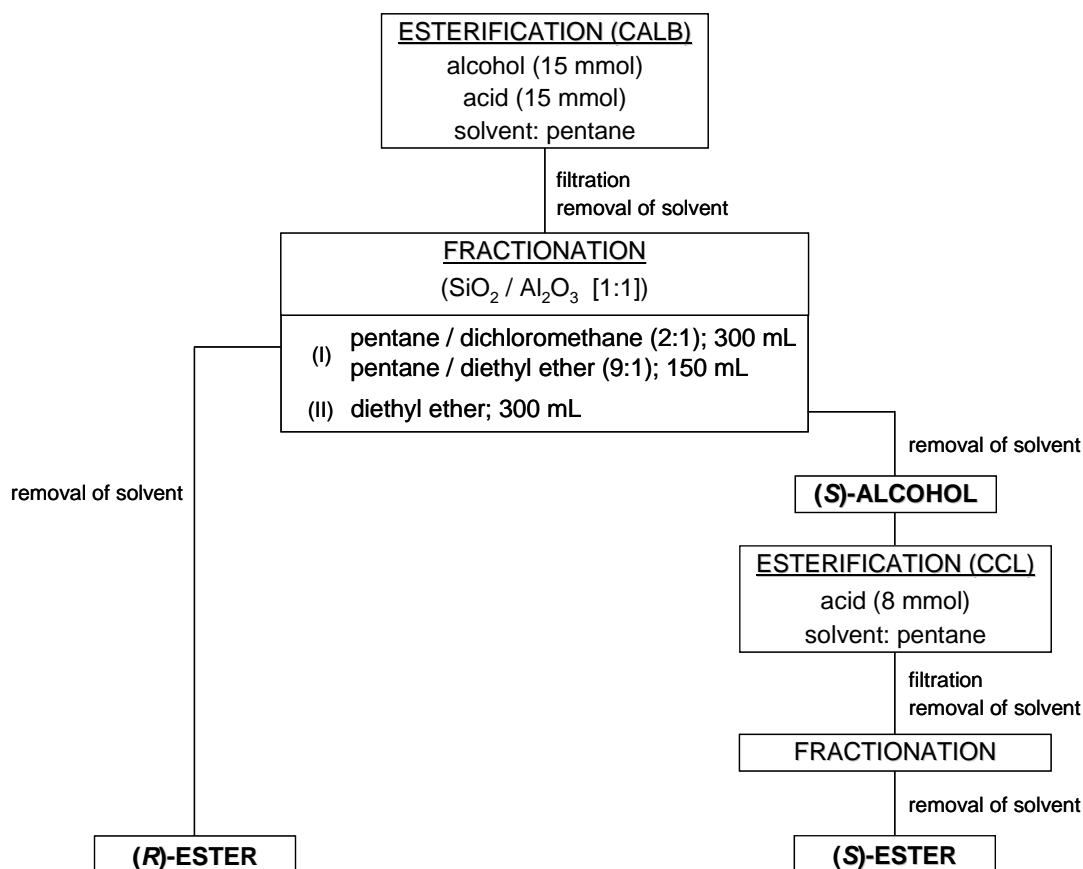 ESTERIFICATION (CALB)
alcohol (15 mmol)
acid (15 mmol)
solvent: pentane
filtration
removal of solvent
FRACTIONATION
(SiO₂ / Al₂O₃ [1:1])
(I) pentane / dichloromethane (2:1); 300 mL
pentane / diethyl ether (9:1); 150 mL
(II) diethyl ether; 300 mL
removal of solvent
removal of solvent
(S)-ALCOHOL
ESTERIFICATION (CCL)
acid (8 mmol)
solvent: pentane
filtration
removal of solvent
FRACTIONATION
removal of solvent
(R)-ESTER
(S)-ESTER